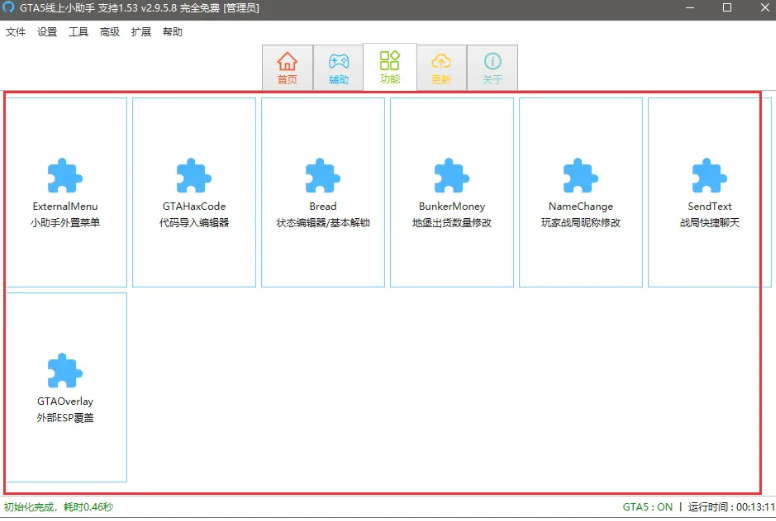 GTA5线上小助手 支持1.53 v2.9.5.8 完全免费 [管理员]
文件 设置 工具 高级 扩展 帮助
首页 辅助 功能 更新 关于
ExternalMenu
小助手外置菜单
GTAHaxCode
代码导入编辑器
Bread
状态编辑器/基本解锁
BunkerMoney
地堡出货数量修改
NameChange
玩家战局昵称修改
SendText
战局快捷聊天
GTAOverlay
外部ESP覆盖
初始化完成，耗时0.46秒
GTA5 : ON | 运行时间 : 00:13:11